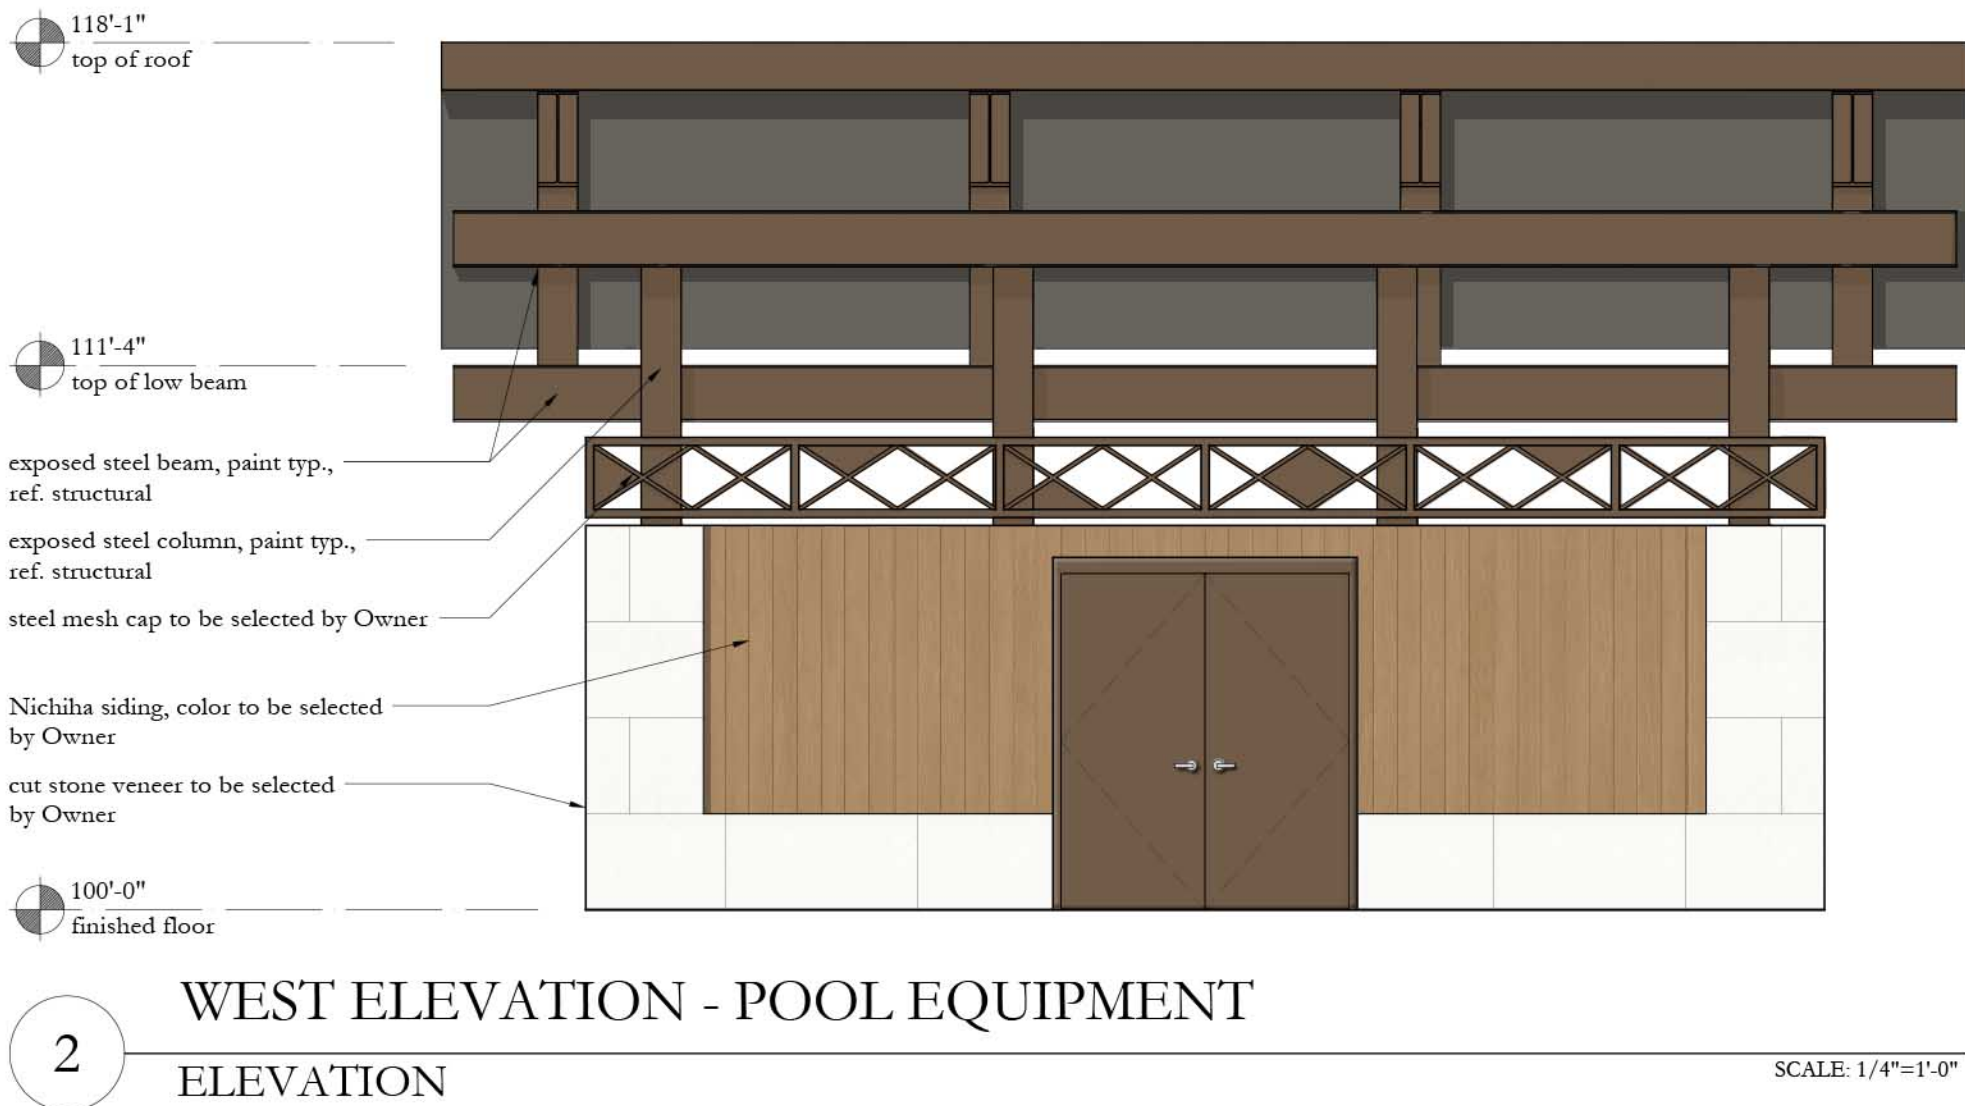 118'-1"
top of roof
111'-4"
top of low beam
exposed steel beam, paint typ.,
ref. structural
exposed steel column, paint typ.,
ref. structural
steel mesh cap to be selected by Owner
Nichiha siding, color to be selected
by Owner
cut stone veneer to be selected
by Owner
100'-0"
finished floor
WEST ELEVATION - POOL EQUIPMENT
2
ELEVATION
SCALE: 1/4"=1'-0"